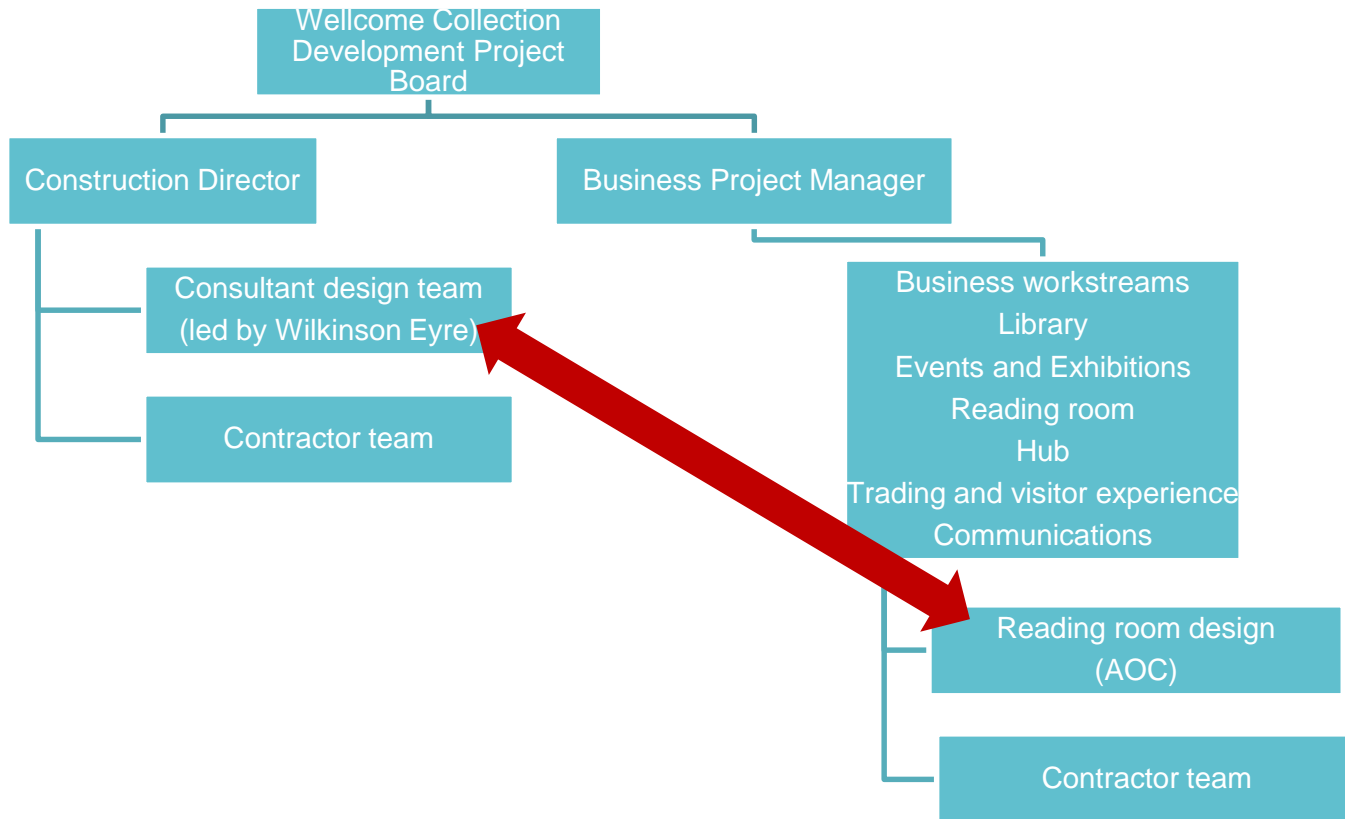 Wellcome Collection
Development Project
Board
Construction Director
Business Project Manager
Consultant design team
(led by Wilkinson Eyre)
Contractor team
Business workstreams
Library
Events and Exhibitions
Reading room
Hub
Trading and visitor experience
Communications
Reading room design
(AOC)
Contractor team